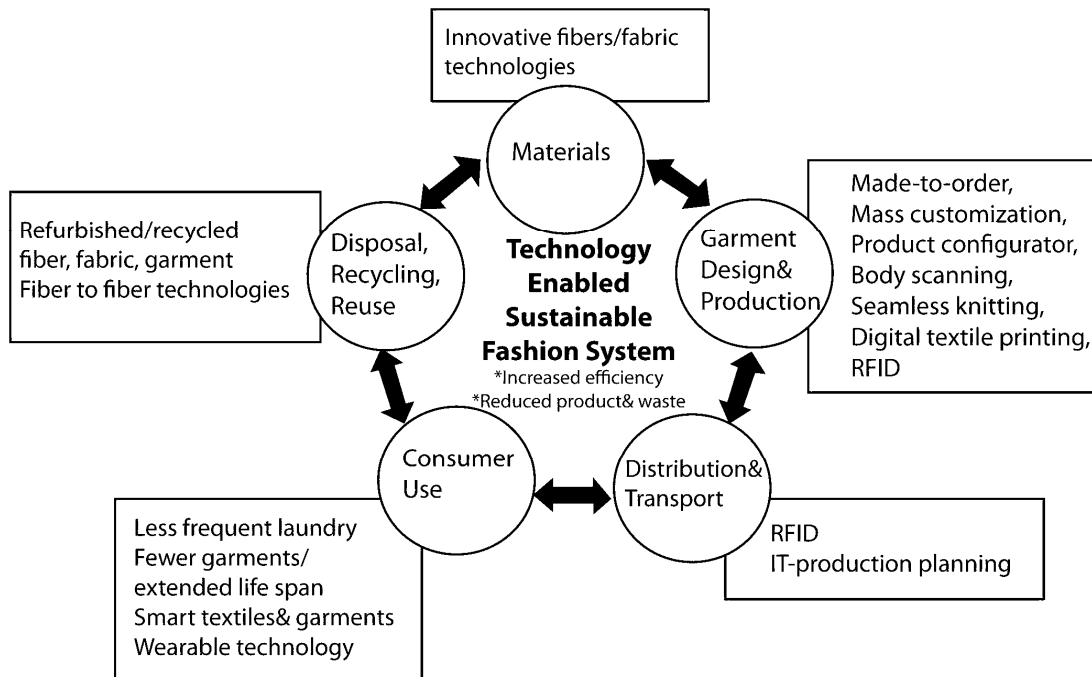 Innovative fibers/fabric
technologies
Materials
Made-to-order,
Mass customization,
Product configurator,
Body scanning,
Seamless knitting,
Digital textile printing,
RFID
Garment
Design&
Production
Refurbished/recycled
fiber, fabric, garment
Fiber to fiber technologies
Disposal,
Recycling,
Reuse
Technology
Enabled
Sustainable
Fashion System
*Increased efficiency
*Reduced product& waste
Consumer
Use
Distribution&
Transport
Less frequent laundry
Fewer garments/
extended life span
Smart textiles& garments
Wearable technology
RFID
IT-production planning